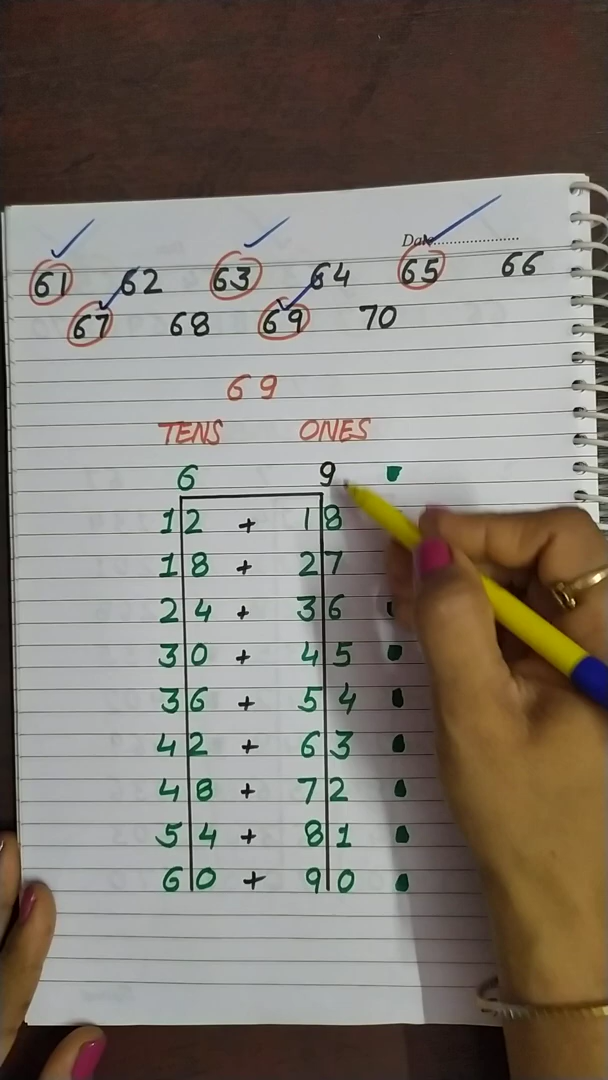 Date
61 62 63 64 65 66
67 68 69 70
69
TENS ONES
6 9
12 + 18
18 + 27
24 + 36
30 + 45
36 + 54
42 + 63
48 + 72
54 + 81
60 + 90